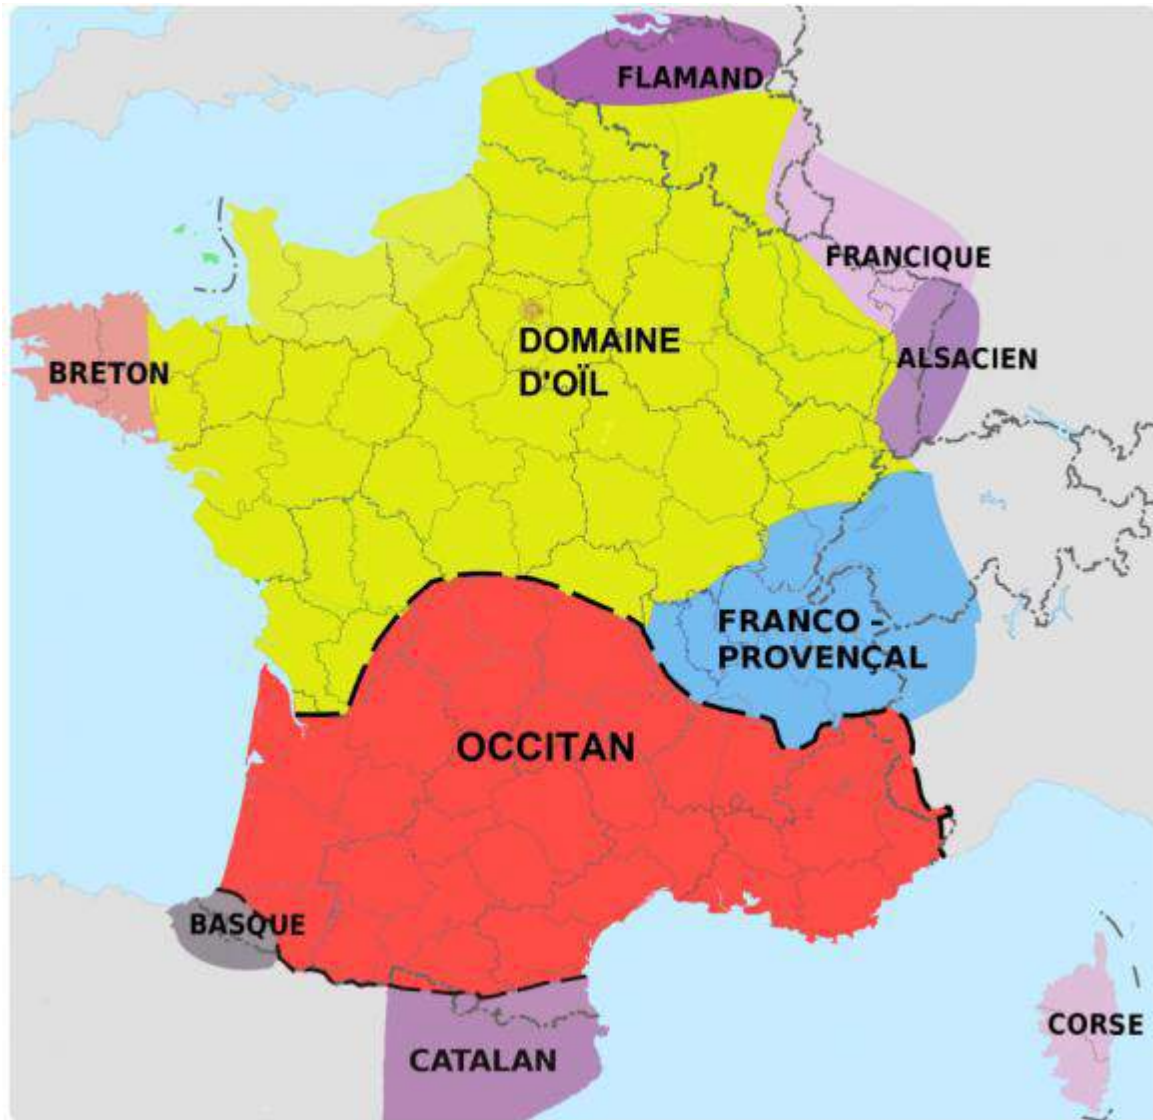 FLAMAND
FRANCIQUE
DOMAINE
D'OÏL
ALSACIEN
BRETON
FRANCO -
PROVENÇAL
OCCITAN
BASQUE
CORSE
CATALAN